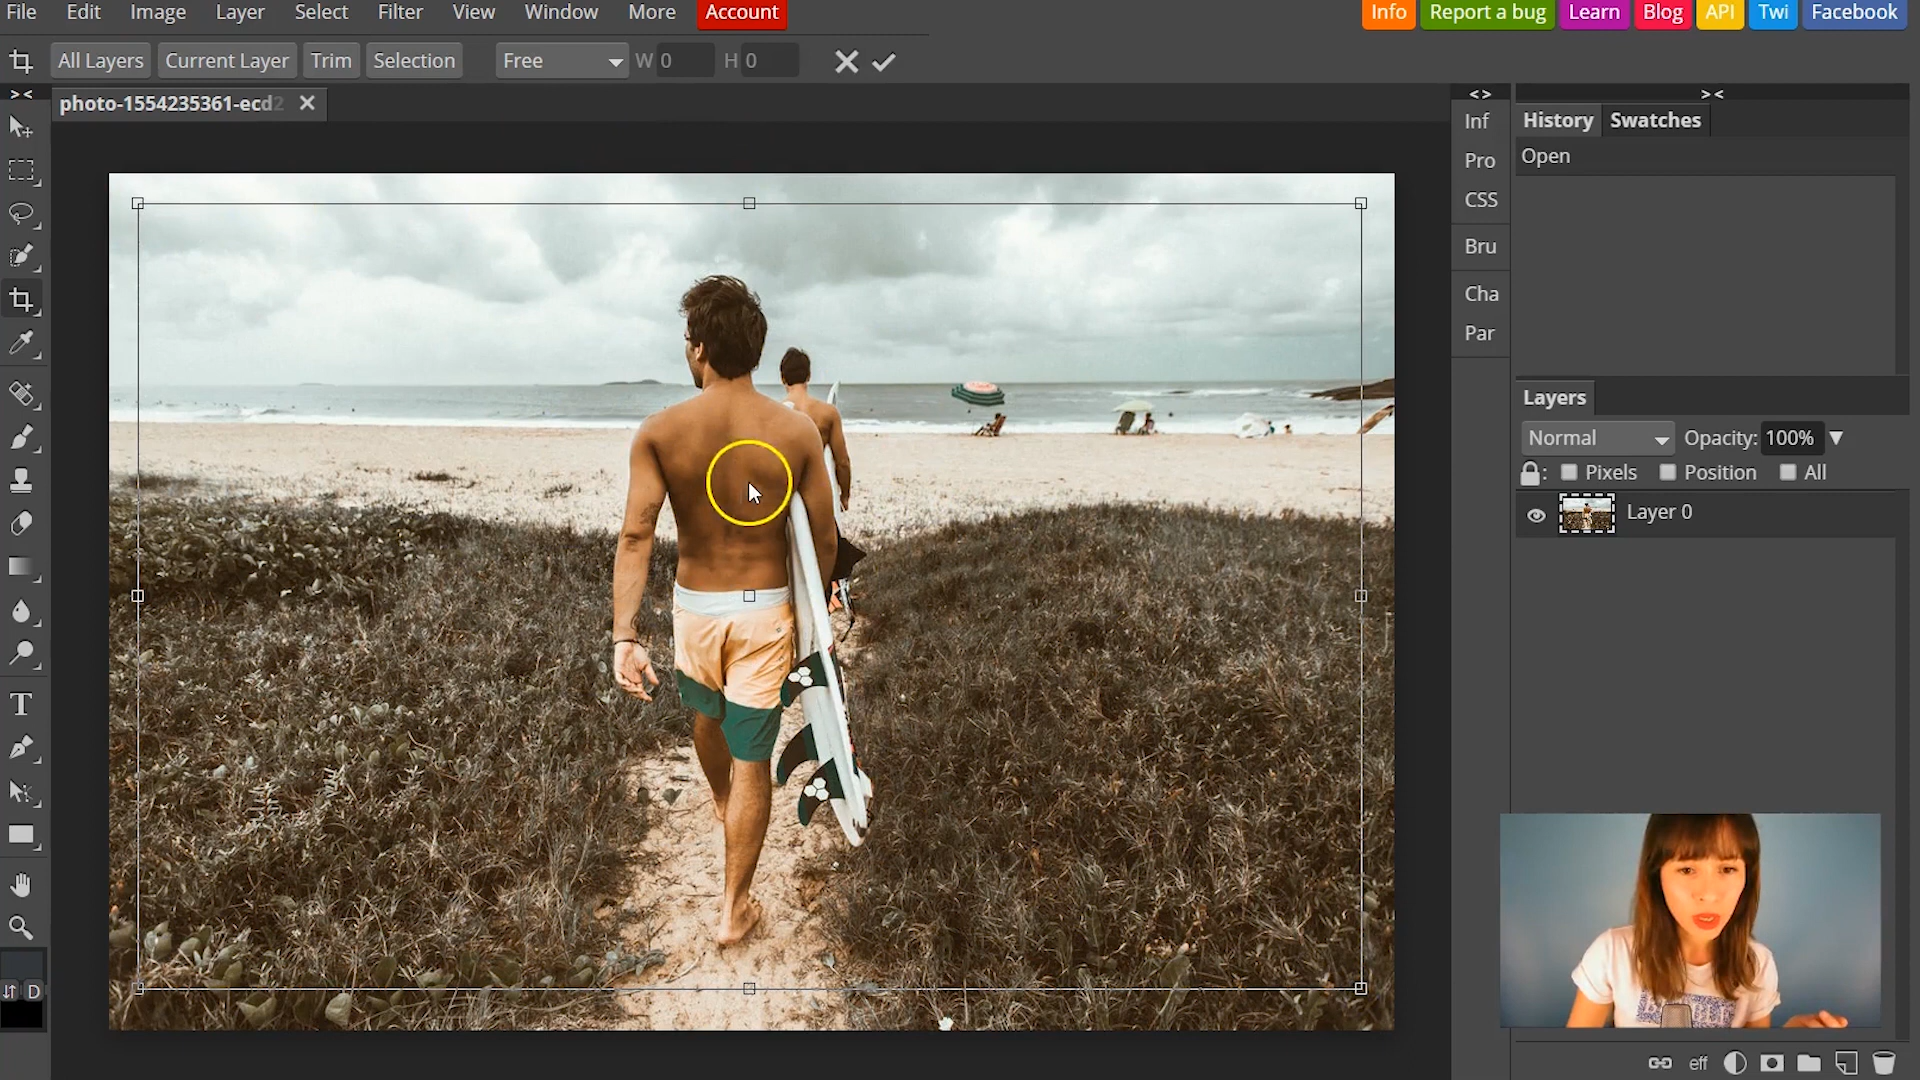 File Edit Image Layer Select Filter View Window More Account Info Report a bug Learn Blog API Twi Facebook
All Layers Current Layer Trim Selection Free W 0 H 0
> < < > > <
photo-1554235361-ecd2
Inf
Pro
CSS
Bru
Cha
Par
History Swatches
Open
Layers
Normal Opacity: 100%
Pixels Position All
Layer 0
T
D
eff